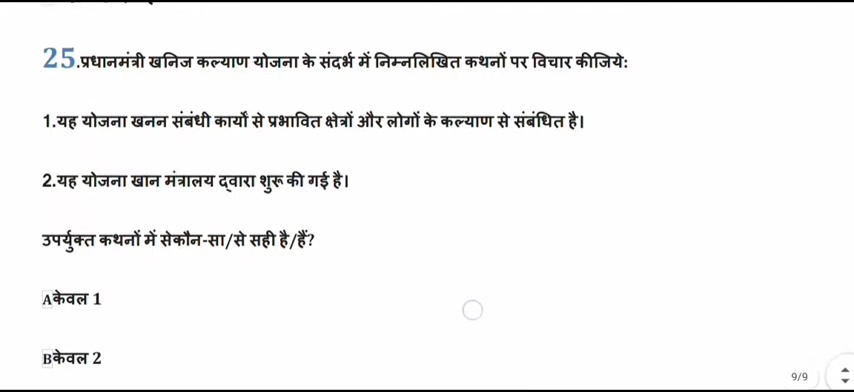 25.प्रधानमंत्री खनिज कल्याण योजना के संदर्भ में निम्नलिखित कथनों पर विचार कीजिये:
1.यह योजना खनन संबंधी कार्यों से प्रभावित क्षेत्रों और लोगों के कल्याण से संबंधित है।
2.यह योजना खान मंत्रालय द्वारा शुरू की गई है।
उपर्युक्त कथनों में सेकौन-सा/से सही है/हैं?
Aकेवल 1
Bकेवल 2
9/9